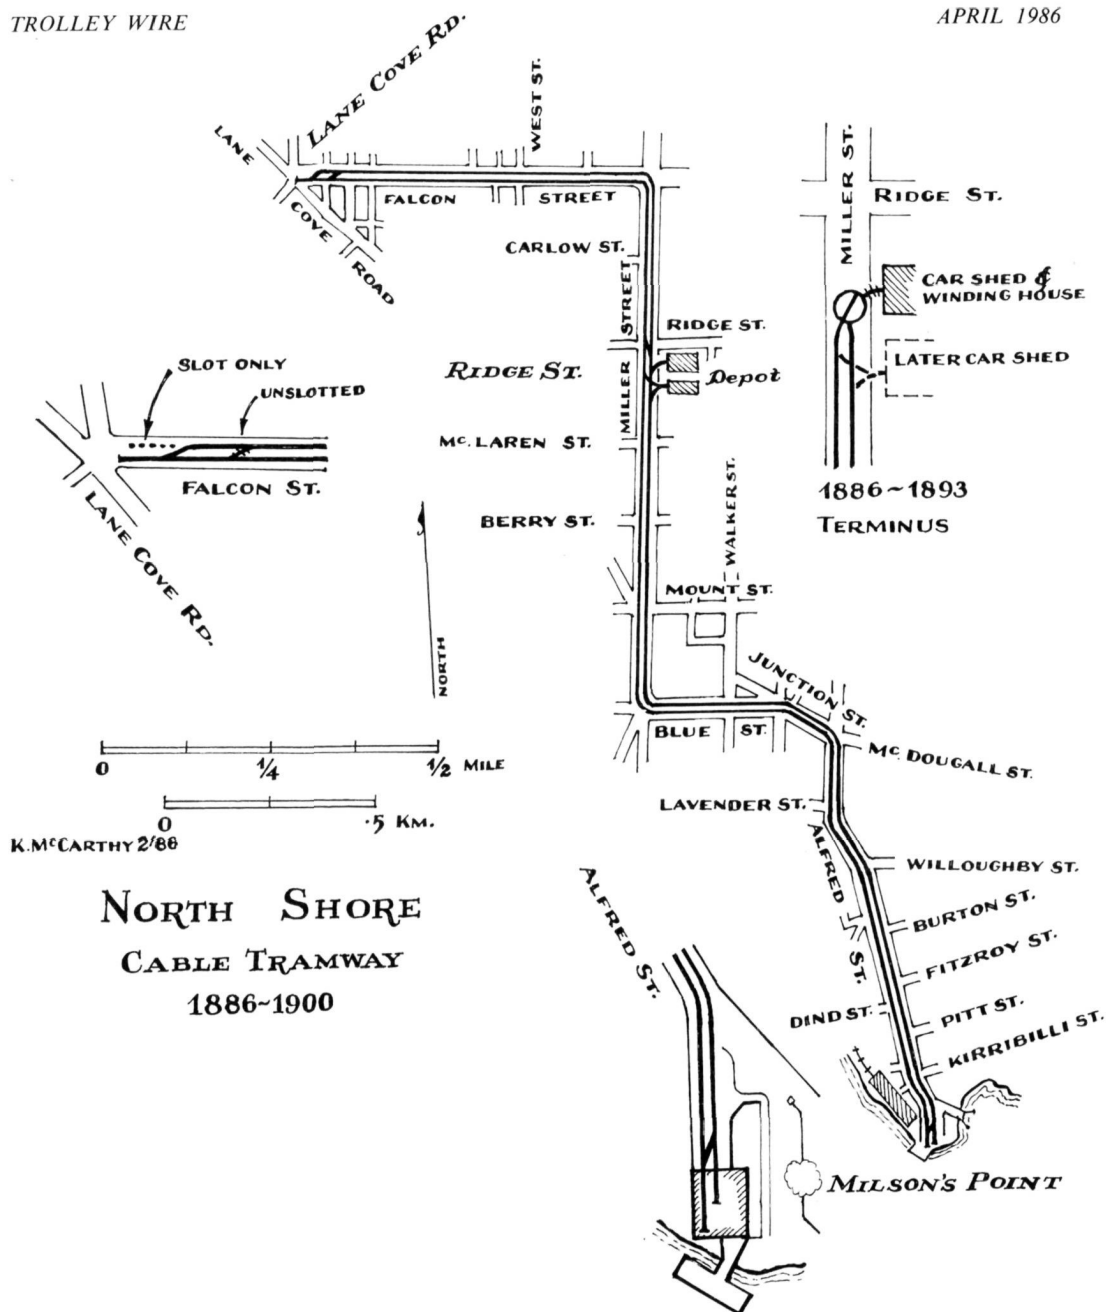 TROLLEY WIRE
APRIL 1986
LANE COVE RD.
LANE
COVE
ROAD
WEST ST.
FALCON STREET
CARLOW ST.
MILLER STREET
RIDGE ST.
RIDGE ST.
Depot
Mc. LAREN ST.
BERRY ST.
WALKER ST.
MOUNT ST.
JUNCTION ST.
BLUE ST.
Mc. DOUGALL ST.
LAVENDER ST.
ALFRED ST.
WILLOUGHBY ST.
BURTON ST.
FITZROY ST.
DIND ST.
PITT ST.
KIRRIBILLI ST.
MILSON'S POINT
MILLER ST.
RIDGE ST.
CAR SHED &
WINDING HOUSE
LATER CAR SHED
1886~1893
TERMINUS
SLOT ONLY
UNSLOTTED
FALCON ST.
LANE COVE RD.
NORTH
0 1/4 1/2 MILE
0 .5 KM.
NORTH SHORE
CABLE TRAMWAY
1886~1900
ALFRED ST.